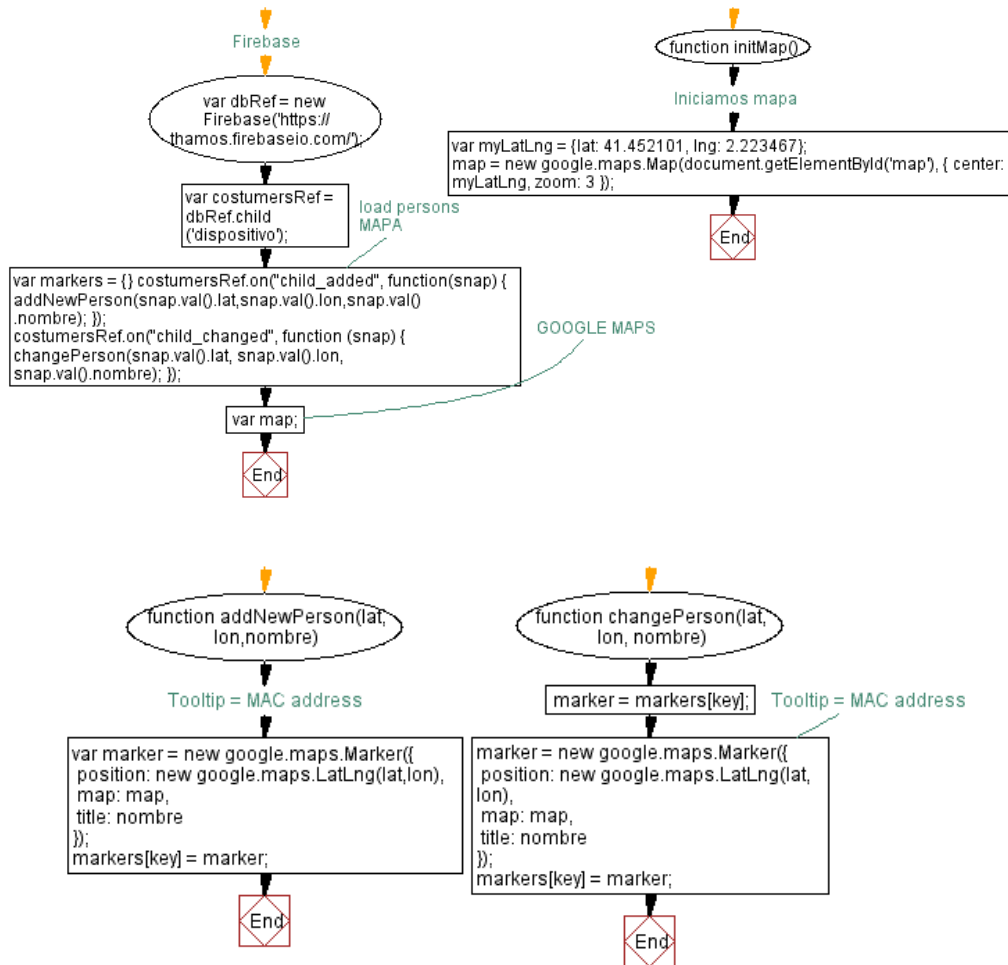 Firebase
var dbRef = new
Firebase('https://
thamos.firebaseio.com/');
var costumersRef =
dbRef.child
('dispositivo');
load persons
MAPA
var markers = {} costumersRef.on("child_added", function(snap) {
addNewPerson(snap.val().lat,snap.val().lon,snap.val()
.nombre); });
costumersRef.on("child_changed", function (snap) {
changePerson(snap.val().lat, snap.val().lon,
snap.val().nombre); });
GOOGLE MAPS
var map;
End
function initMap()
Iniciamos mapa
var myLatLng = {lat: 41.452101, lng: 2.223467};
map = new google.maps.Map(document.getElementById('map'), { center:
myLatLng, zoom: 3 });
End
function addNewPerson(lat,
lon,nombre)
Tooltip = MAC address
var marker = new google.maps.Marker({
position: new google.maps.LatLng(lat,lon),
map: map,
title: nombre
});
markers[key] = marker;
End
function changePerson(lat,
lon, nombre)
marker = markers[key];
Tooltip = MAC address
marker = new google.maps.Marker({
position: new google.maps.LatLng(lat,
lon),
map: map,
title: nombre
});
markers[key] = marker;
End